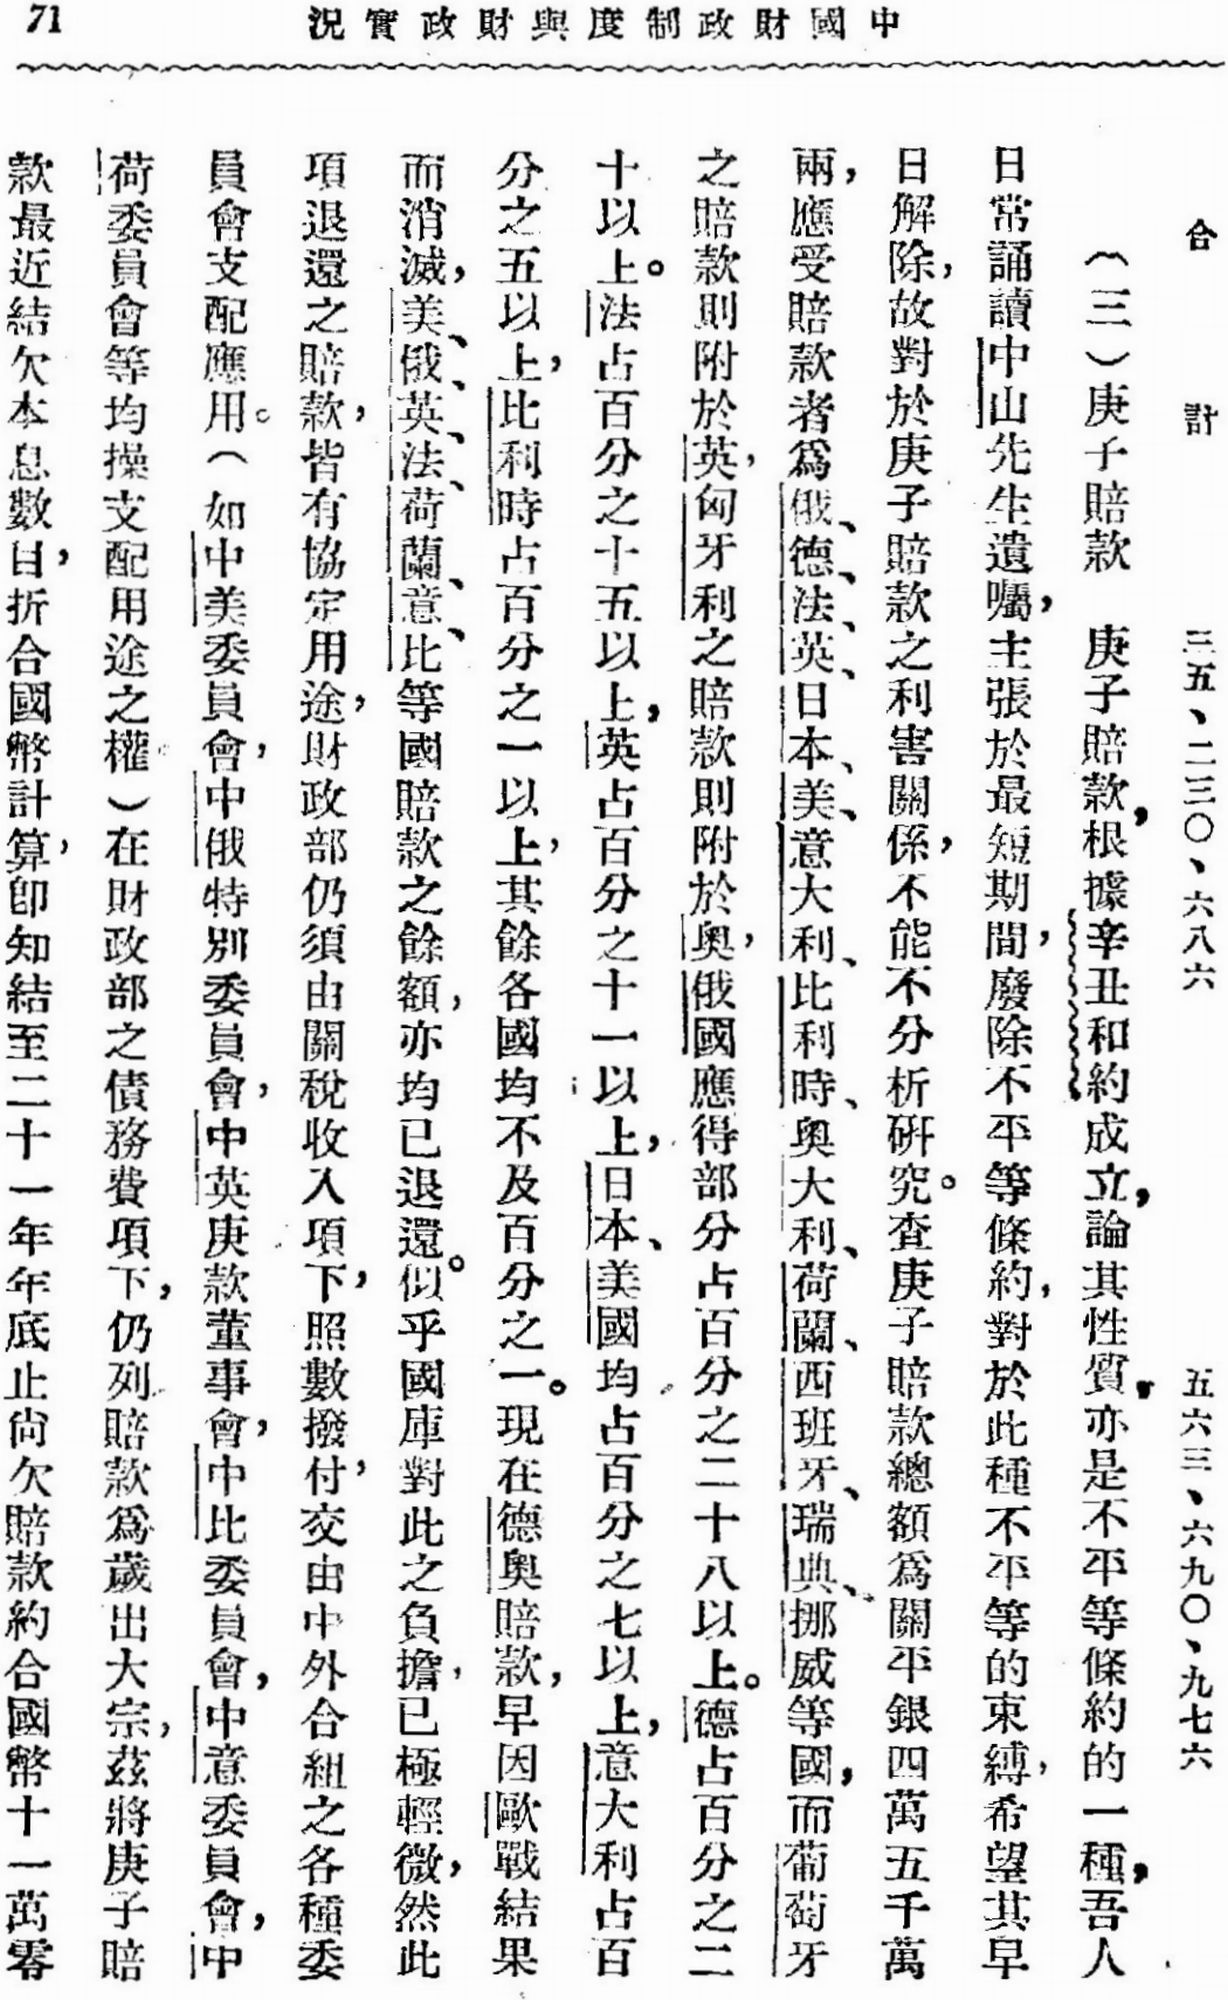 71
中國財政制度與財政實況
合計 三五、二三〇、六八六 五六三、六九〇、九七六
(三)庚子賠款 庚子賠款,根據辛丑和約成立,論其性質,亦是不平等條約的一種,吾人
日常誦讀中山先生遺囑,主張於最短期間,廢除不平等條約,對於此種不平等的束縛,希望其早
日解除,故對於庚子賠款之利害關係,不能不分析研究。查庚子賠款總額爲關平銀四萬五千萬
兩,應受賠款者爲俄、德、法、英、日本、美、意大利、比利時、奧大利、荷蘭、西班牙、瑞典、挪威等國,而葡萄牙
之賠款則附於英,匈牙利之賠款則附於奧,俄國應得部分占百分之二十八以上。德占百分之二
十以上。法占百分之十五以上,英占百分之十一以上,日本、美國均占百分之七以上,意大利占百
分之五以上,比利時占百分之一以上,其餘各國均不及百分之一。現在德奧賠款,早因歐戰結果
而消滅,美、俄、英、法、荷蘭、意、比等國賠款之餘額,亦均已退還。似乎國庫對此之負擔,已極輕微,然此
項退還之賠款,皆有協定用途,財政部仍須由關稅收入項下,照數撥付,交由中外合組之各種委
員會支配應用。(如中美委員會,中俄特別委員會,中英庚款董事會,中比委員會,中意委員會,中
荷委員會等均操支配用途之權。)在財政部之債務費項下,仍列賠款爲歲出大宗,茲將庚子賠
款最近結欠本息數目,折合國幣計算,卽知結至二十一年年底止尙欠賠款約合國幣十一萬零